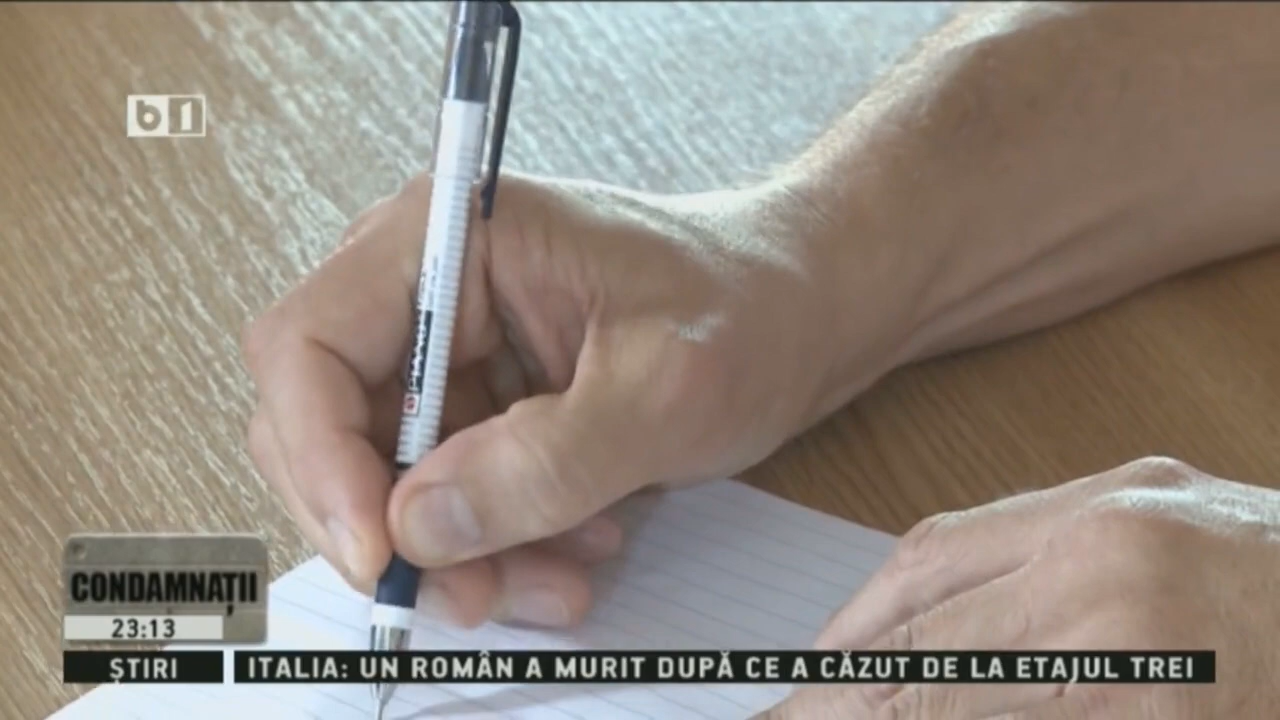 b1
CONDAMNAȚII
23:13
ȘTIRI
ITALIA: UN ROMÂN A MURIT DUPĂ CE A CĂZUT DE LA ETAJUL TREI